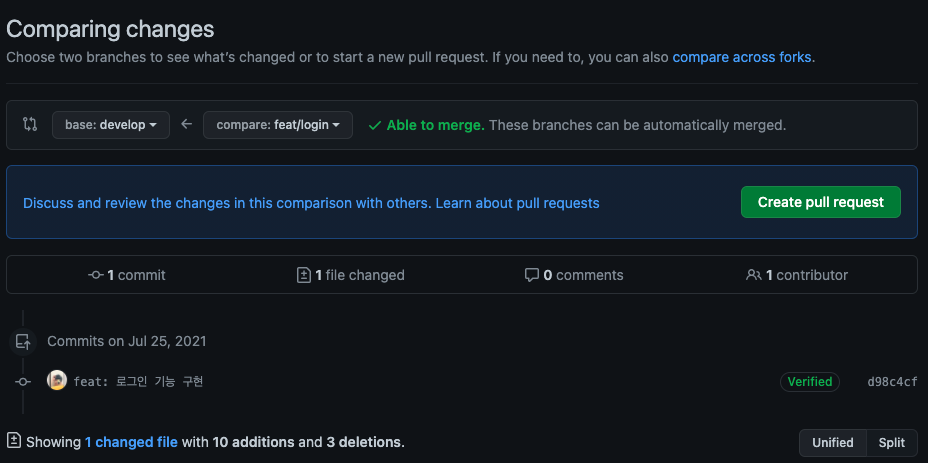 Comparing changes
Choose two branches to see what's changed or to start a new pull request. If you need to, you can also compare across forks.
base: develop compare: feat/login Able to merge. These branches can be automatically merged.
Discuss and review the changes in this comparison with others. Learn about pull requests Create pull request
1 commit 1 file changed 0 comments 1 contributor
Commits on Jul 25, 2021
feat: 로그인 기능 구현 Verified d98c4cf
Showing 1 changed file with 10 additions and 3 deletions. Unified Split